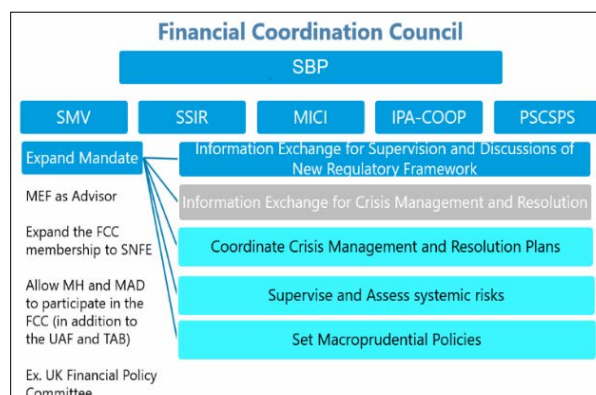 Financial Coordination Council
SBP
SMV
SSIR
MICI
IPA-COOP
PSCSPS
Expand Mandate
Information Exchange for Supervision and Discussions of
New Regulatory Framework
MEF as Advisor
Information Exchange for Crisis Management and Resolution
Expand the FCC
membership to SNFE
Coordinate Crisis Management and Resolution Plans
Allow MH and MAD
to participate in the
FCC (in addition to
the UAF and TAB)
Supervise and Assess systemic risks
Set Macroprudential Policies
Ex. UK Financial Policy
Committee